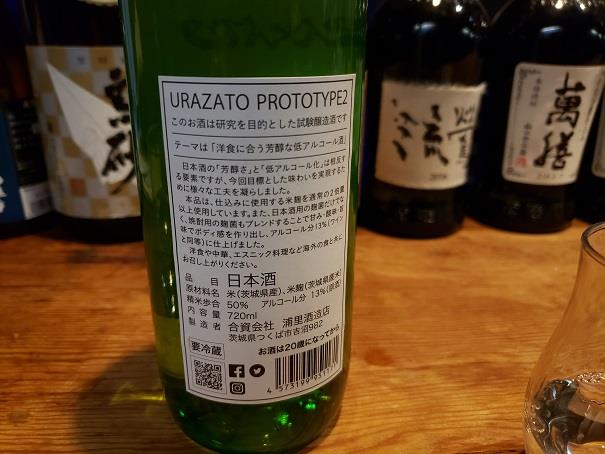 URAZATO PROTOTYPE2
このお酒は研究を目的とした試験醸造酒です
テーマは「洋食に合う芳醇な低アルコール酒」
日本酒の「芳醇さ」と「低アルコール化」は相反す
る要素ですが、今回目標とした味わいを実現するた
めに様々な工夫を凝らしました。
本品は、仕込みに使用する米麹を通常の2倍量
以上使用しています。また、日本酒用の麹菌だけでな
く、焼酎用の麹菌もブレンドすることで甘み・酸味・旨
味でボディ感を作り出し、アルコール分13%(ワイン
と同等)に仕上げました。
洋食や中華、エスニック料理など海外の食と共に
お召し上がりください。
品 目 日本酒
原材料名 米(茨城県産)、米麹(茨城県産米)
精米歩合 50% アルコール分 13%(原酒)
内 容 量 720ml
製 造 者 合資会社 浦里酒造店
茨城県つくば市吉沼982
要冷蔵
お酒は20歳になってから
萬膳